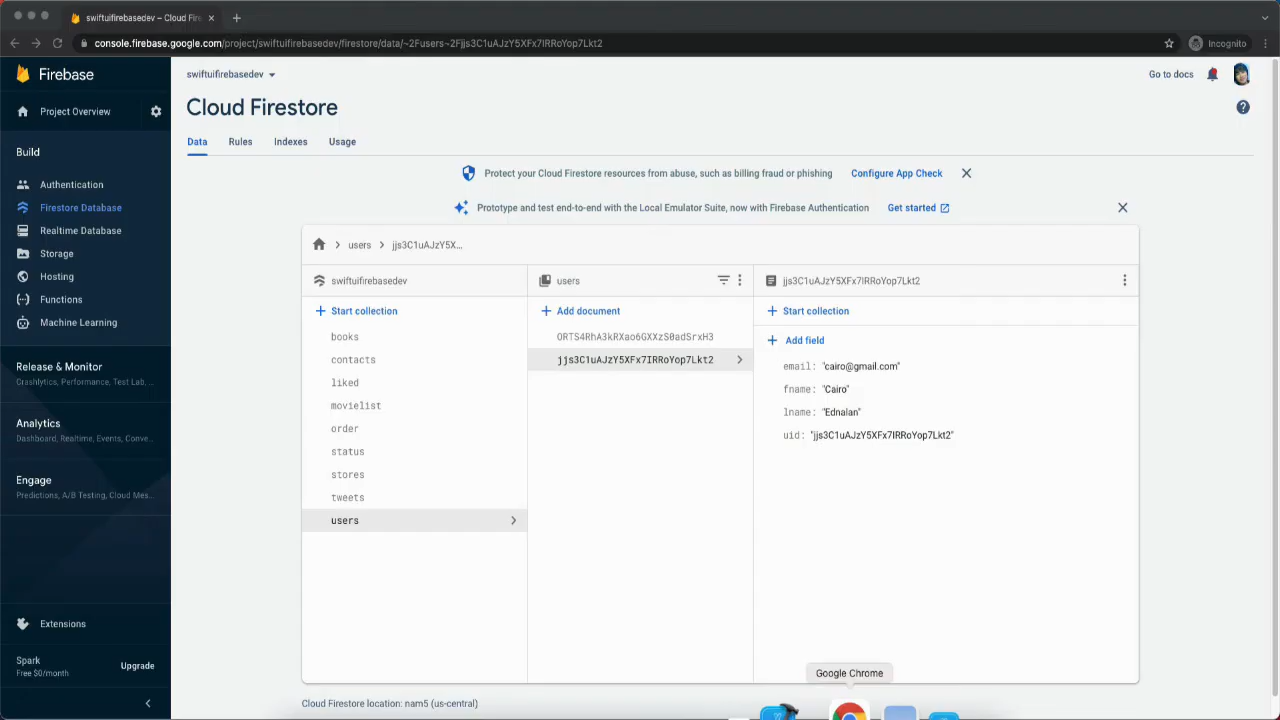 swiftuifirebasedev – Cloud Fire
console.firebase.google.com/project/swiftuifirebasedev/firestore/data/~2Fusers~2Fjjs3C1uAJzY5XFx7IRRoYop7Lkt2
Incognito
Firebase
Project Overview
Build
Authentication
Firestore Database
Realtime Database
Storage
Hosting
Functions
Machine Learning
Release & Monitor
Crashlytics, Performance, Test Lab, ...
Analytics
Dashboard, Realtime, Events, Conve...
Engage
Predictions, A/B Testing, Cloud Mes...
Extensions
Spark
Free $0/month
Upgrade
swiftuifirebasedev
Go to docs
Cloud Firestore
Data
Rules
Indexes
Usage
Protect your Cloud Firestore resources from abuse, such as billing fraud or phishing
Configure App Check
Prototype and test end-to-end with the Local Emulator Suite, now with Firebase Authentication
Get started
users
jjs3C1uAJzY5X...
swiftuifirebasedev
Start collection
books
contacts
liked
movielist
order
status
stores
tweets
users
users
Add document
ORTS4RhA3kRXao6GXXzS0adSrxH3
jjs3C1uAJzY5XFx7IRRoYop7Lkt2
jjs3C1uAJzY5XFx7IRRoYop7Lkt2
Start collection
Add field
email: "cairo@gmail.com"
fname: "Cairo"
lname: "Ednalan"
uid: "jjs3C1uAJzY5XFx7IRRoYop7Lkt2"
Google Chrome
Cloud Firestore location: nam5 (us-central)